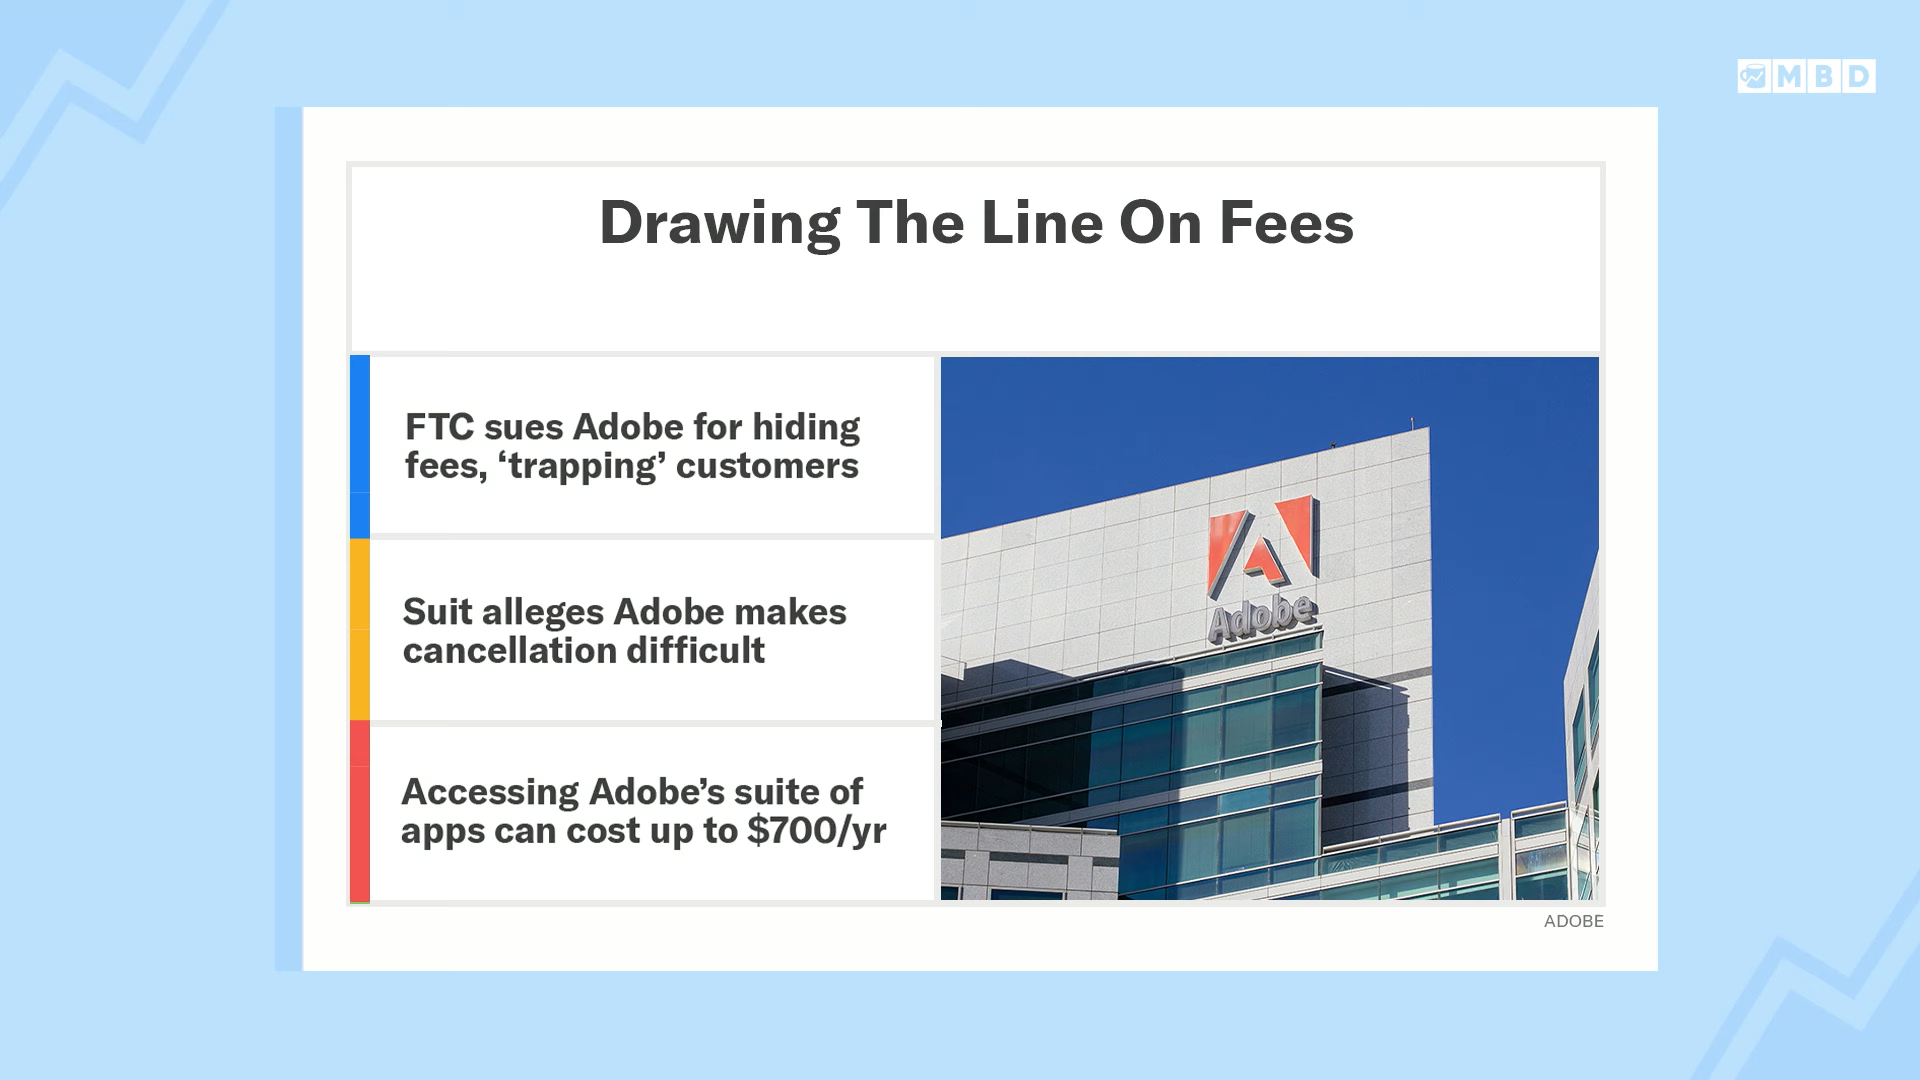 MBD
Drawing The Line On Fees
FTC sues Adobe for hiding
fees, ‘trapping’ customers
Suit alleges Adobe makes
cancellation difficult
Accessing Adobe’s suite of
apps can cost up to $700/yr
Adobe
ADOBE